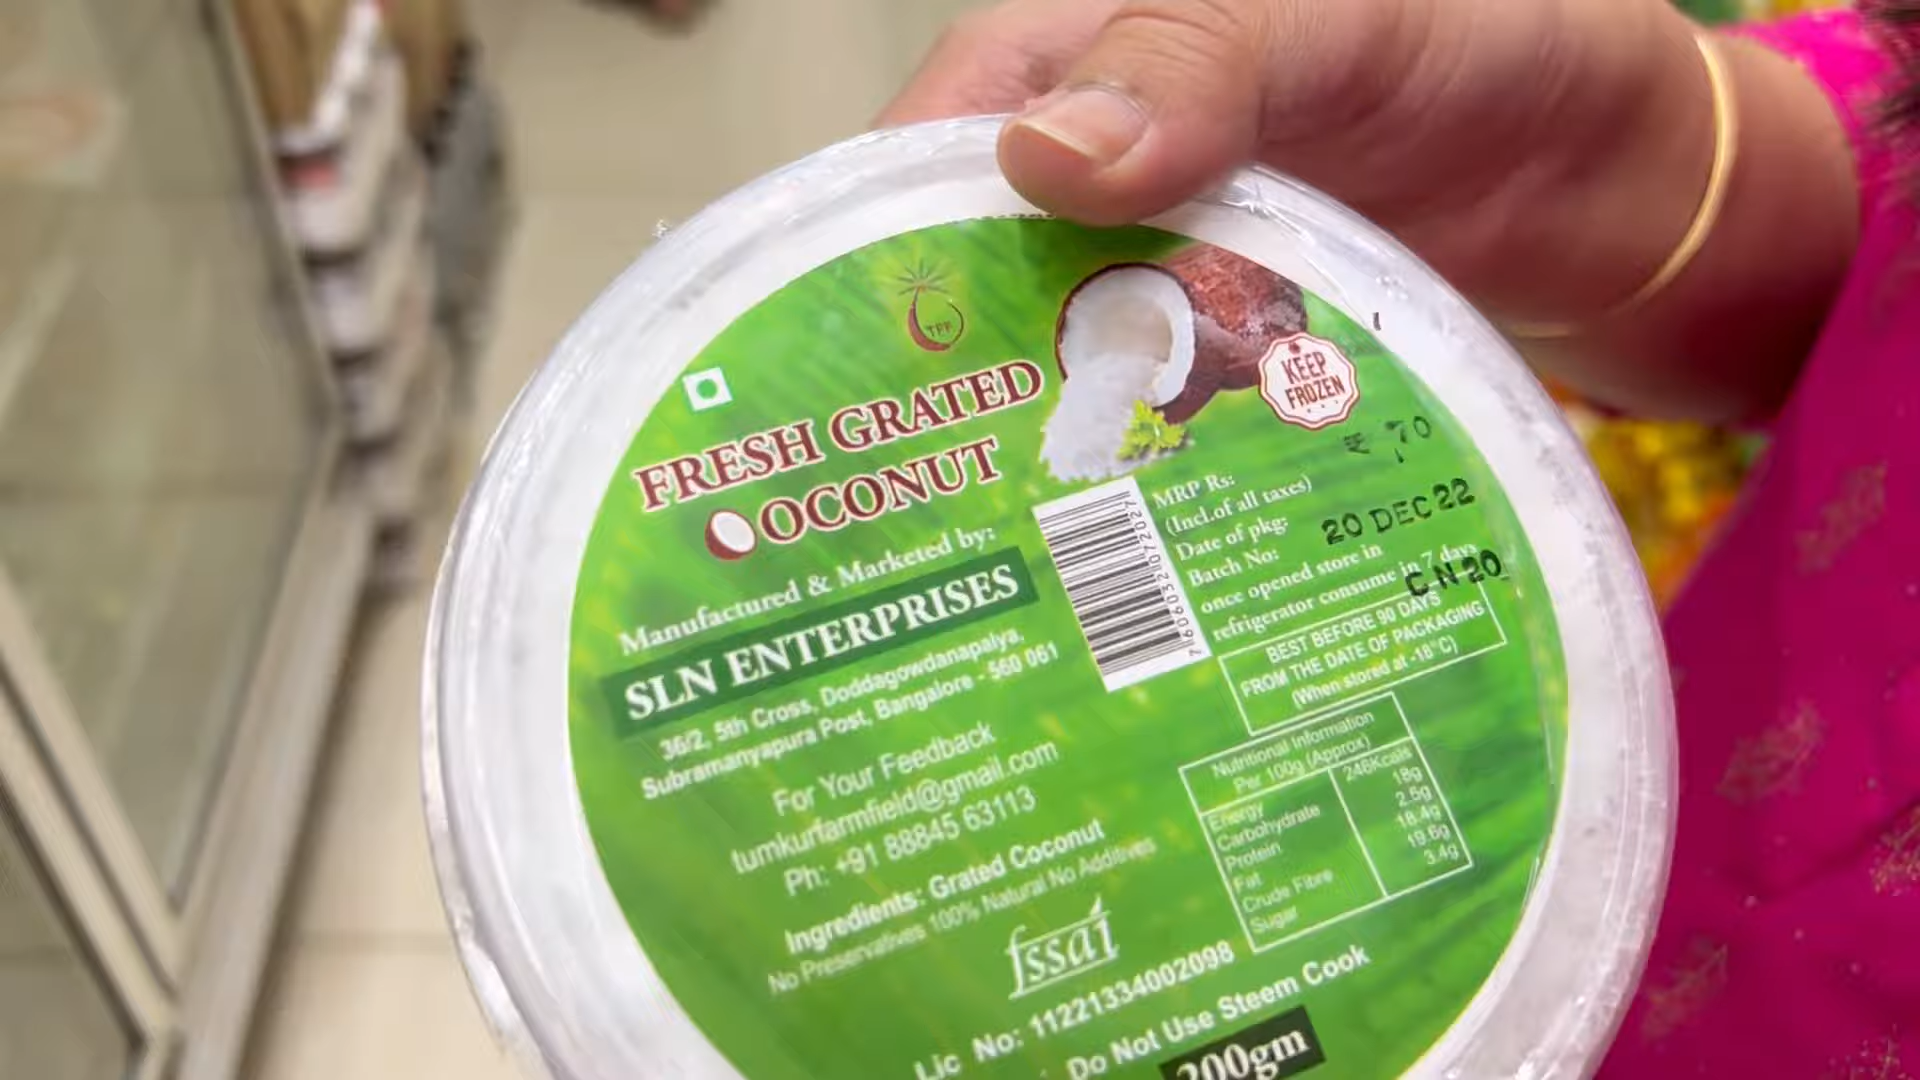 TFF
FRESH GRATED
COCONUT
KEEP
FROZEN
Manufactured & Marketed by:
SLN ENTERPRISES
36/2, 5th Cross, Doddagowdanapalya,
Subramanyapura Post, Bangalore - 560 061
For Your Feedback
tumkurfarmfield@gmail.com
Ph: +91 88845 63113
Ingredients: Grated Coconut
No Preservatives 100% Natural No Additives
fssai
Lic No: 11221334002098
Do Not Use Steem Cook
200gm
7606603207272027
MRP Rs: ₹ 70
(Incl.of all taxes)
Date of pkg: 20 DEC 22
Batch No: CN20
once opened store in
refrigerator consume in 7 days
BEST BEFORE 90 DAYS
FROM THE DATE OF PACKAGING
(When stored at -18°C)
Nutritional Information
Per 100g (Approx)
Energy 246Kcals
Carbohydrate 18g
Protein 2.5g
Fat 18.4g
Crude Fibre 19.6g
Sugar 3.4g